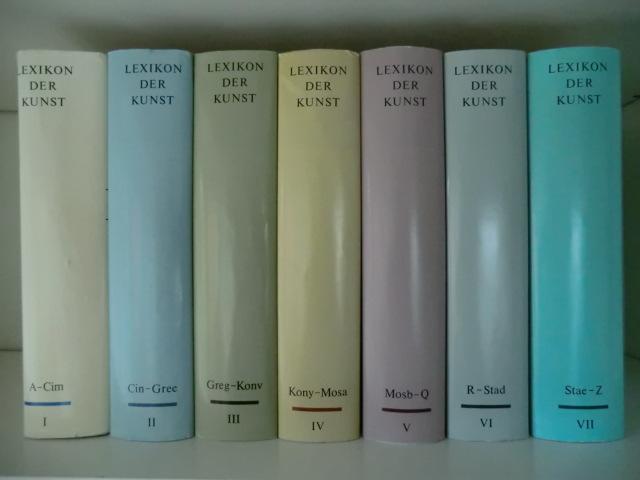 LEXIKON
DER
KUNST
A-Cim
I
LEXIKON
DER
KUNST
Cin-Gree
II
LEXIKON
DER
KUNST
Greg-Konv
III
LEXIKON
DER
KUNST
Kony-Mosa
IV
LEXIKON
DER
KUNST
Mosb-Q
V
LEXIKON
DER
KUNST
R-Stad
VI
LEXIKON
DER
KUNST
Stae-Z
VII